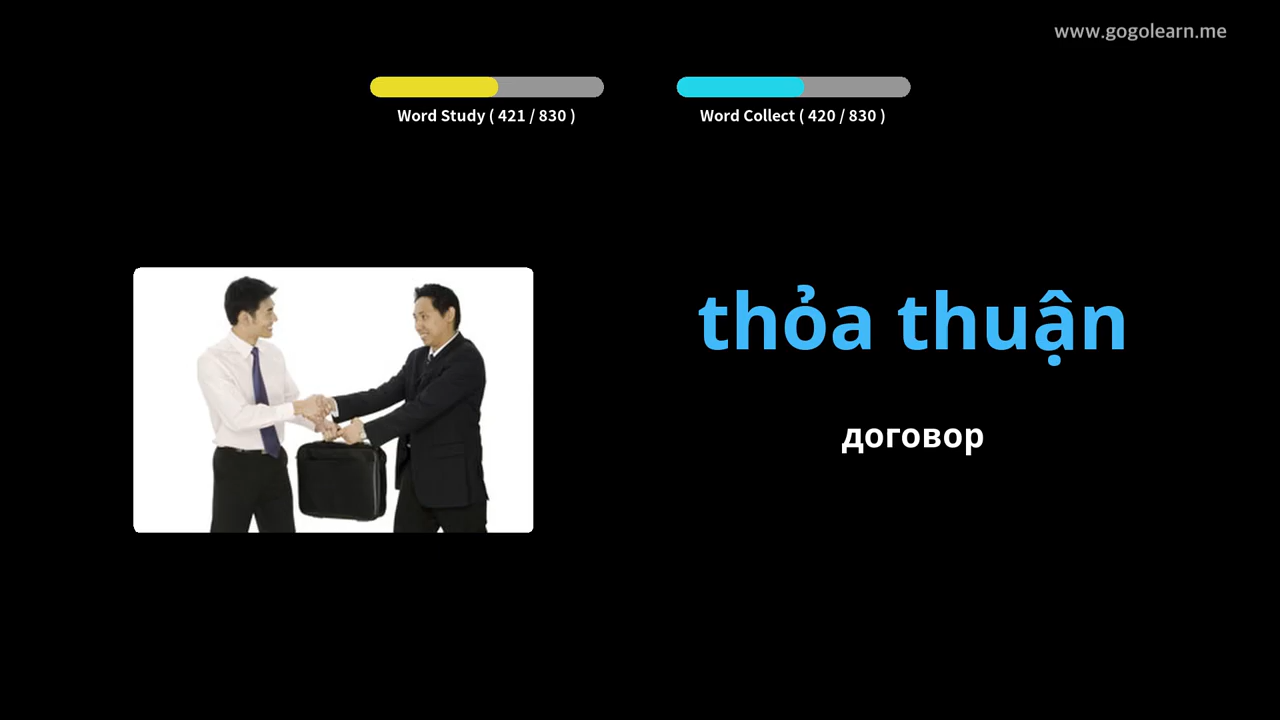 www.gogolearn.me
Word Study ( 421 / 830 )
Word Collect ( 420 / 830 )
thỏa thuận
договор